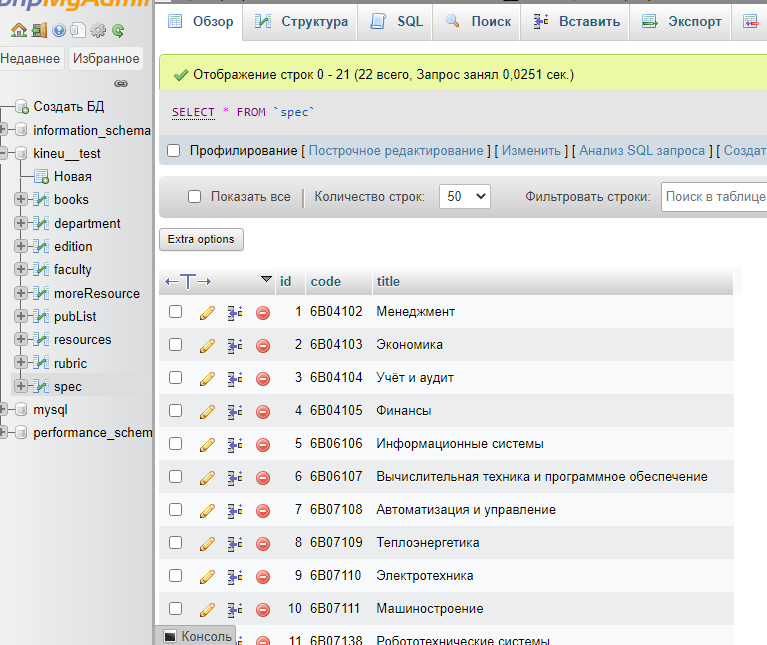 phpMyAdmin
Недавнее Избранное
Создать БД
information_schema
kineu__test
Новая
books
department
edition
faculty
moreResource
pubList
resources
rubric
spec
mysql
performance_schem
Обзор Структура SQL Поиск Вставить Экспорт
Отображение строк 0 - 21 (22 всего, Запрос занял 0,0251 сек.)
SELECT * FROM `spec`
Профилирование [ Построчное редактирование ] [ Изменить ] [ Анализ SQL запроса ] [ Создат
Показать все Количество строк: 50 Фильтровать строки: Поиск в таблице
Extra options
id code title
1 6B04102 Менеджмент
2 6B04103 Экономика
3 6B04104 Учёт и аудит
4 6B04105 Финансы
5 6B06106 Информационные системы
6 6B06107 Вычислительная техника и программное обеспечение
7 6B07108 Автоматизация и управление
8 6B07109 Теплоэнергетика
9 6B07110 Электротехника
10 6B07111 Машиностроение
11 6B07138 Робототехнические системы
Консоль